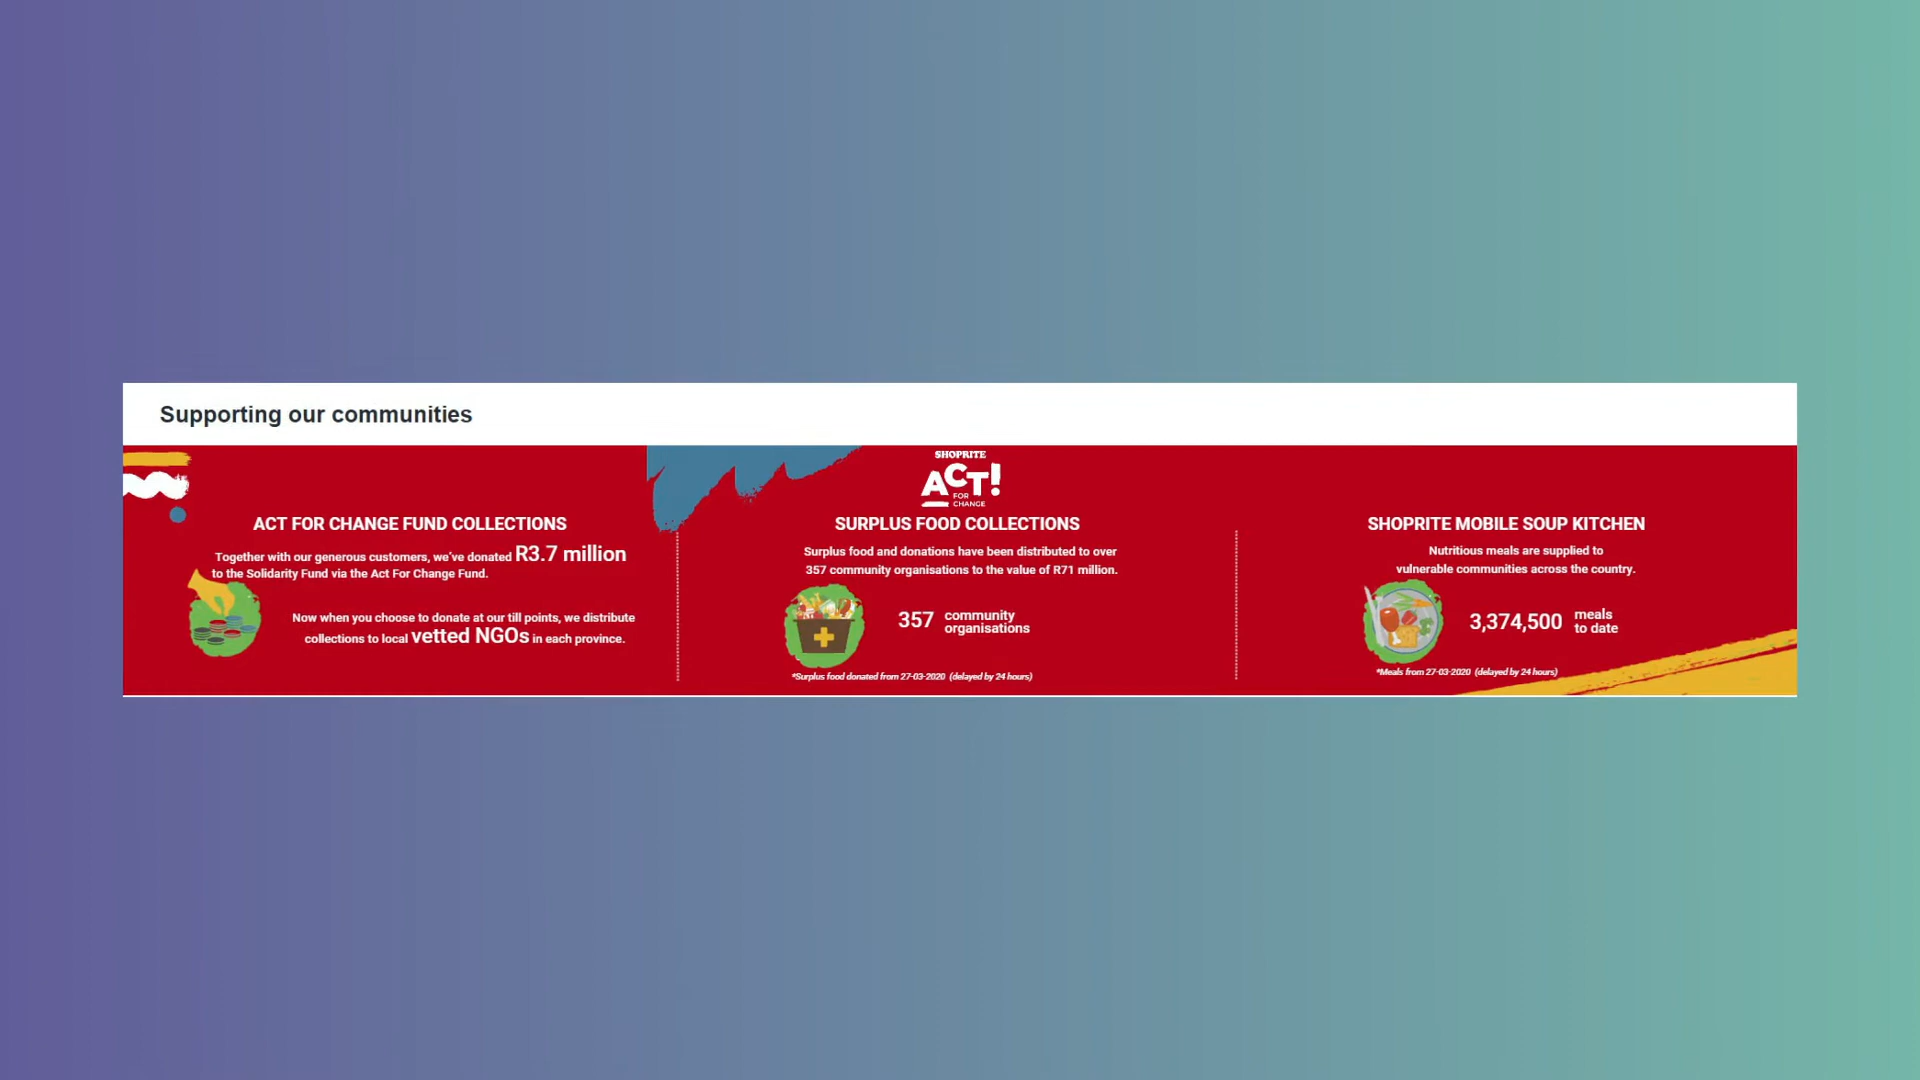 Supporting our communities
SHOPRITE
ACT!
FOR
CHANGE
ACT FOR CHANGE FUND COLLECTIONS
Together with our generous customers, we've donated R3.7 million
to the Solidarity Fund via the Act For Change Fund.
Now when you choose to donate at our till points, we distribute
collections to local vetted NGOs in each province.
SURPLUS FOOD COLLECTIONS
Surplus food and donations have been distributed to over
357 community organisations to the value of R71 million.
357 community
organisations
*Surplus food donated from 27-03-2020 (delayed by 24 hours)
SHOPRITE MOBILE SOUP KITCHEN
Nutritious meals are supplied to
vulnerable communities across the country.
3,374,500 meals
to date
*Meals from 27-03-2020 (delayed by 24 hours)